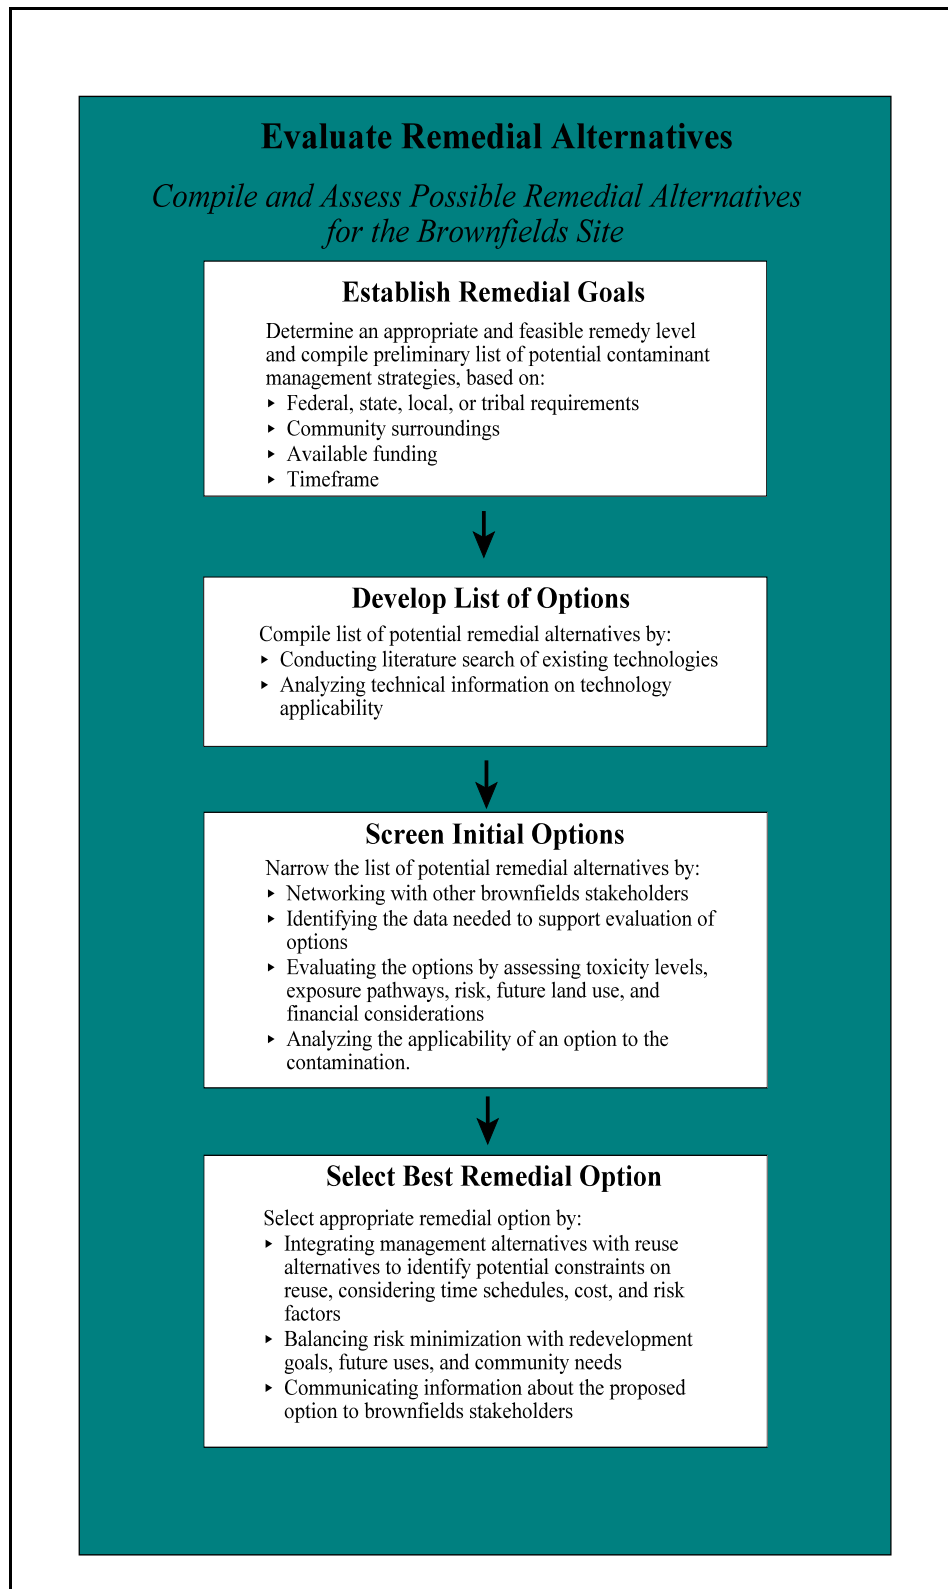 Evaluate Remedial Alternatives
Compile and Assess Possible Remedial Alternatives
for the Brownfields Site
Establish Remedial Goals
Determine an appropriate and feasible remedy level
and compile preliminary list of potential contaminant
management strategies, based on:
‣ Federal, state, local, or tribal requirements
‣ Community surroundings
‣ Available funding
‣ Timeframe
Develop List of Options
Compile list of potential remedial alternatives by:
‣ Conducting literature search of existing technologies
‣ Analyzing technical information on technology
applicability
Screen Initial Options
Narrow the list of potential remedial alternatives by:
‣ Networking with other brownfields stakeholders
‣ Identifying the data needed to support evaluation of
options
‣ Evaluating the options by assessing toxicity levels,
exposure pathways, risk, future land use, and
financial considerations
‣ Analyzing the applicability of an option to the
contamination.
Select Best Remedial Option
Select appropriate remedial option by:
‣ Integrating management alternatives with reuse
alternatives to identify potential constraints on
reuse, considering time schedules, cost, and risk
factors
‣ Balancing risk minimization with redevelopment
goals, future uses, and community needs
‣ Communicating information about the proposed
option to brownfields stakeholders